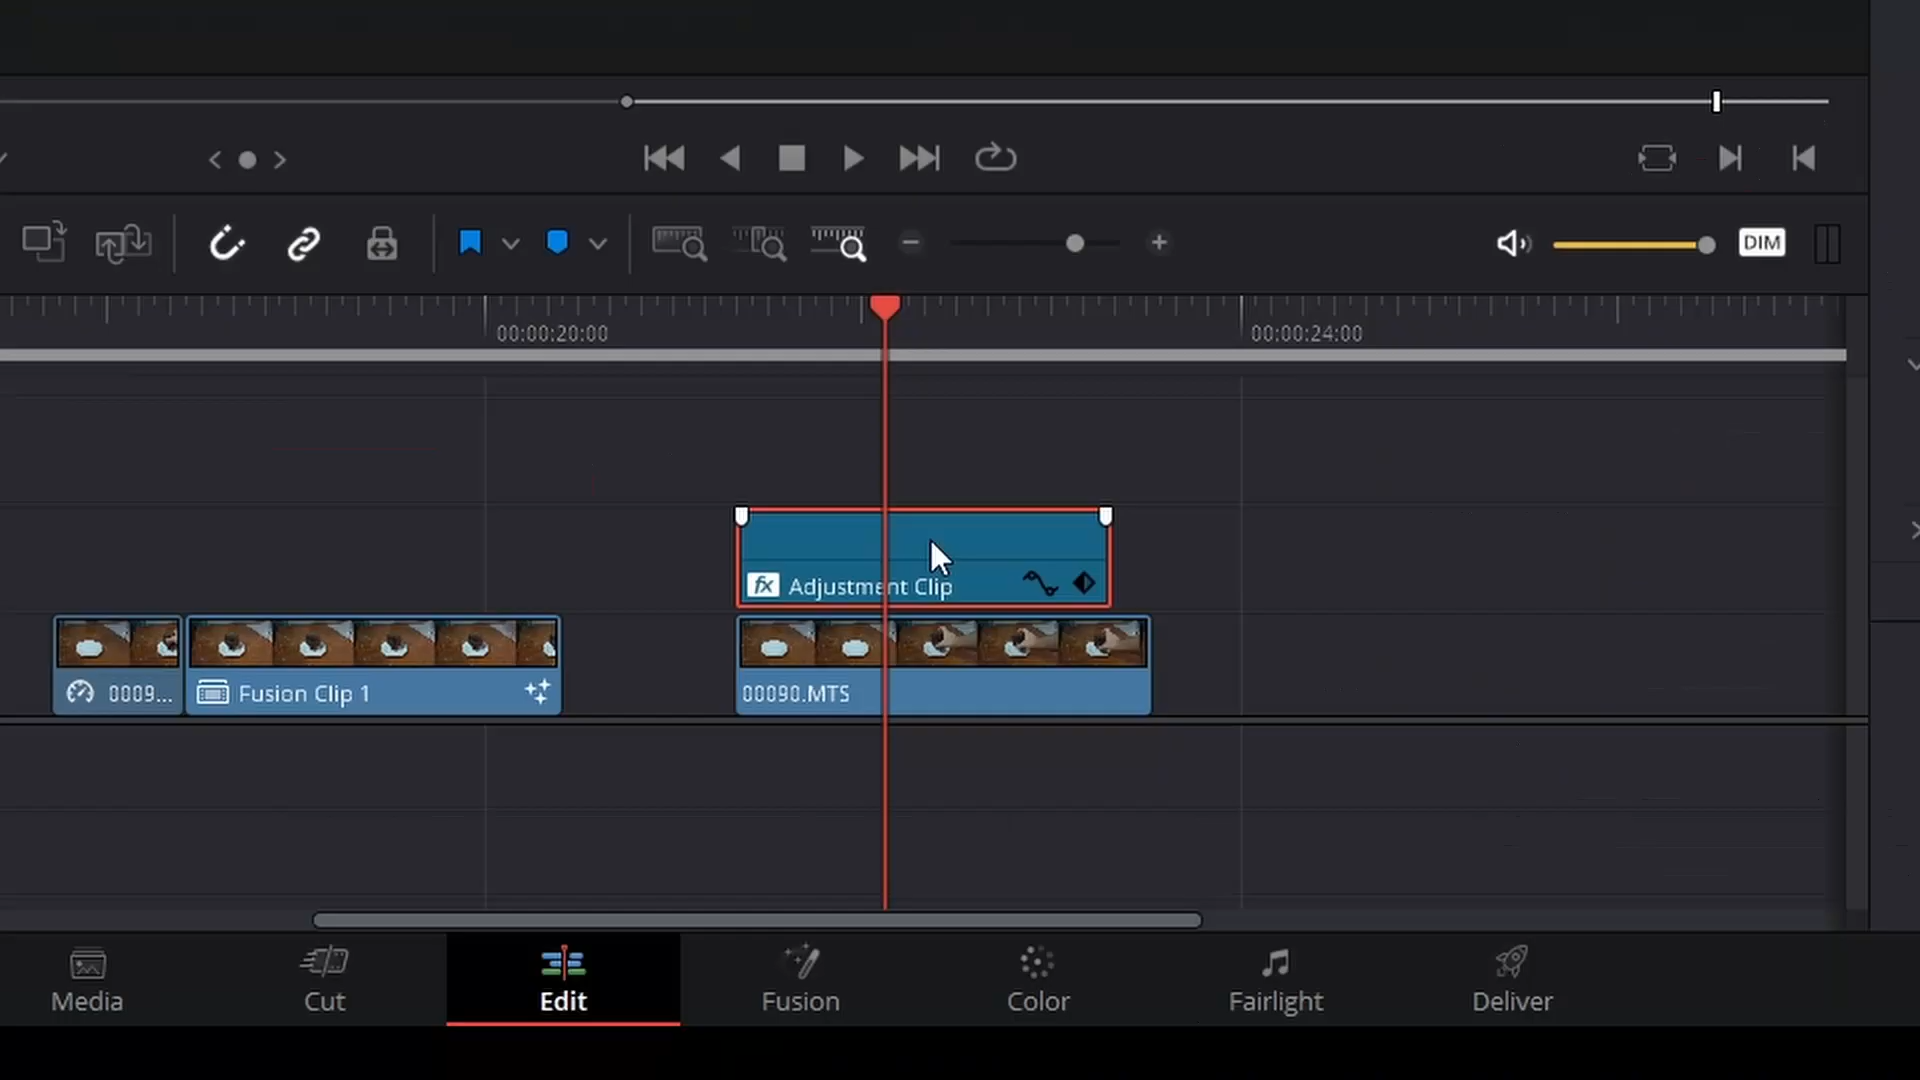 DIM
00:00:20:00
00:00:24:00
fx Adjustment Clip
0009...
Fusion Clip 1
00090.MTS
Media
Cut
Edit
Fusion
Color
Fairlight
Deliver